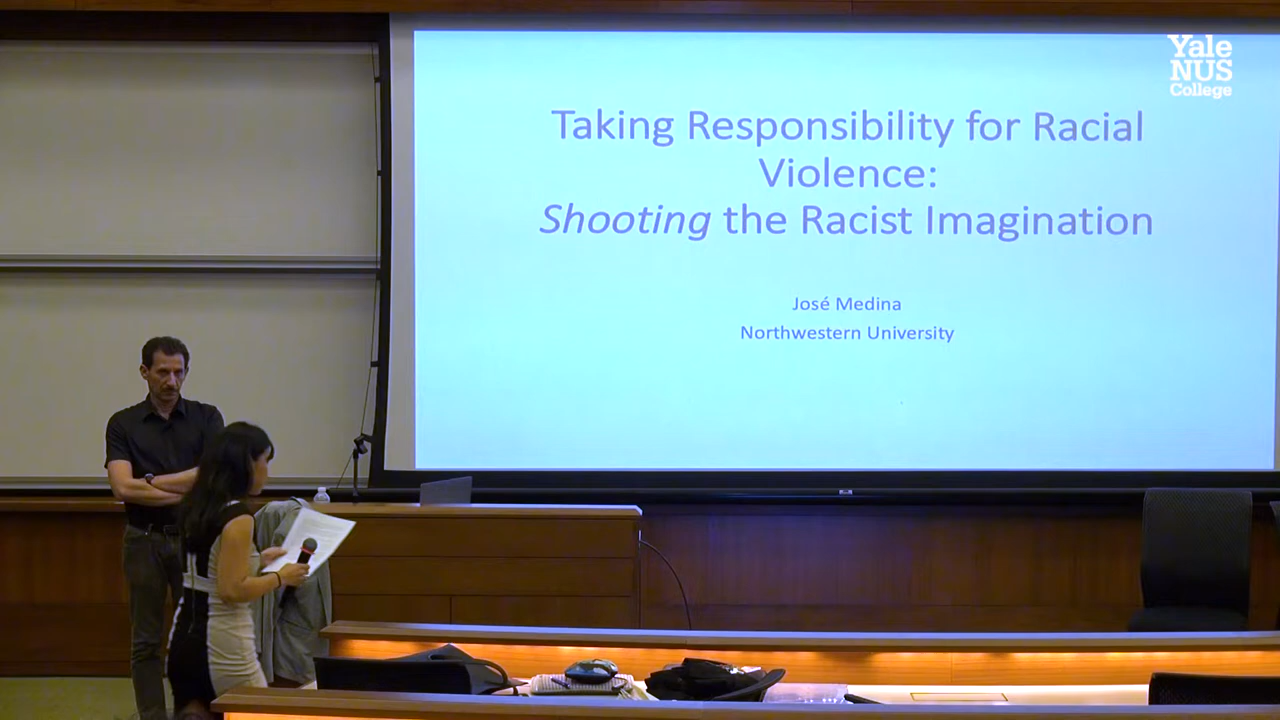 Yale
NUS
College
Taking Responsibility for Racial
Violence:
Shooting the Racist Imagination
José Medina
Northwestern University